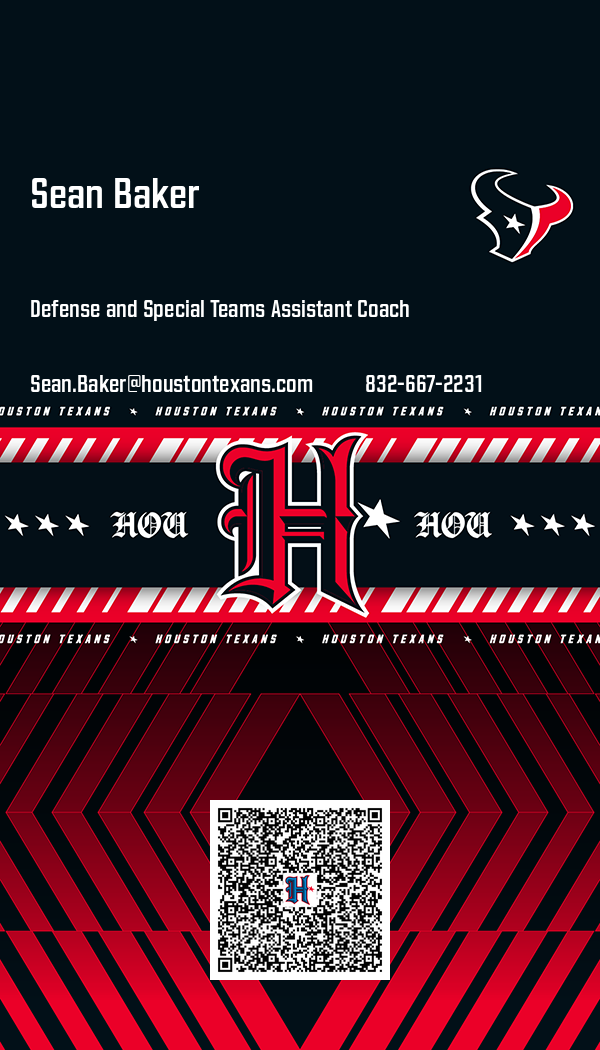 Sean Baker
Defense and Special Teams Assistant Coach
Sean.Baker@houstontexans.com 832-667-2231
HOUSTON TEXANS HOUSTON TEXANS HOUSTON TEXANS HOUSTON TEXANS
HOU H HOU
HOUSTON TEXANS HOUSTON TEXANS HOUSTON TEXANS HOUSTON TEXANS
H